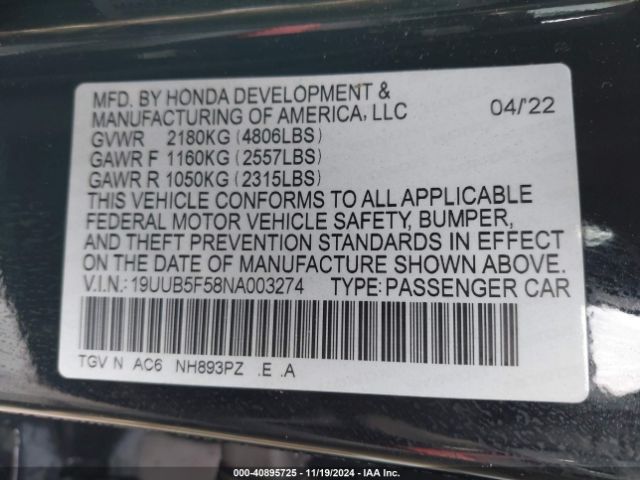 MFD. BY HONDA DEVELOPMENT &
MANUFACTURING OF AMERICA, LLC 04/'22
GVWR 2180KG (4806LBS)
GAWR F 1160KG (2557LBS)
GAWR R 1050KG (2315LBS)
THIS VEHICLE CONFORMS TO ALL APPLICABLE
FEDERAL MOTOR VEHICLE SAFETY, BUMPER,
AND THEFT PREVENTION STANDARDS IN EFFECT
ON THE DATE OF MANUFACTURE SHOWN ABOVE.
V.I.N.: 19UUB5F58NA003274 TYPE: PASSENGER CAR
TGV N AC6 NH893PZ .E .A
000-40895725 - 11/19/2024 - IAA Inc.